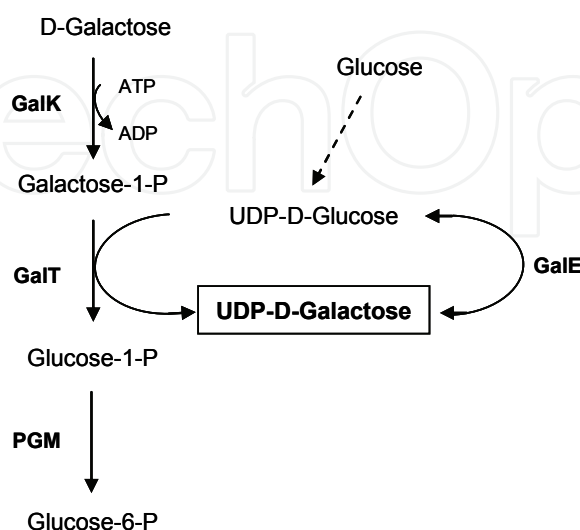 D-Galactose
Glucose
ATP
GalK
ADP
Galactose-1-P
UDP-D-Glucose
GalT
GalE
UDP-D-Galactose
Glucose-1-P
PGM
Glucose-6-P